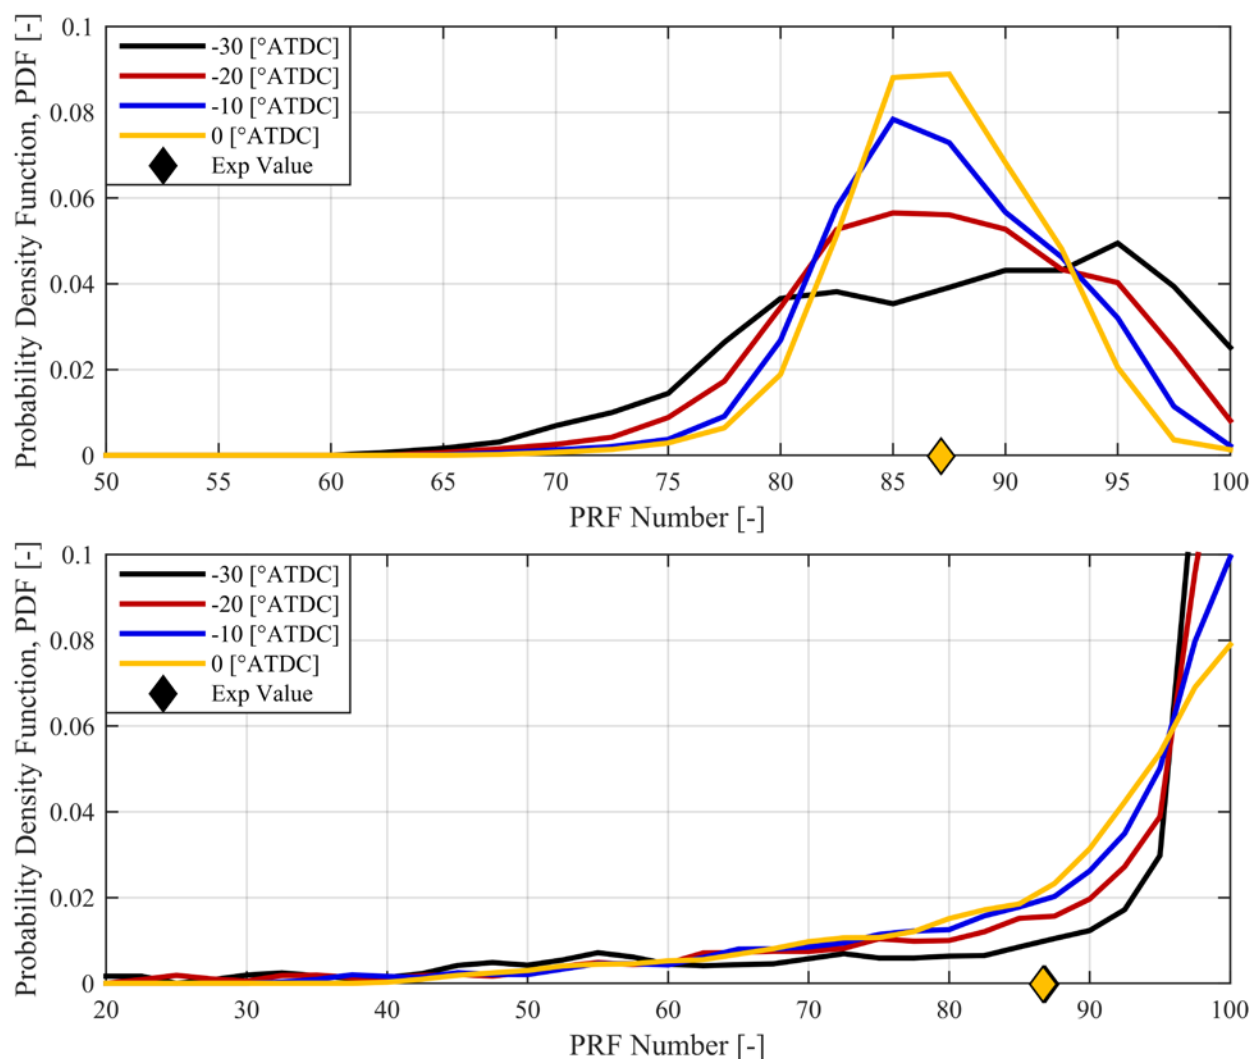 Probability Density Function, PDF [-]
0.1
0.08
0.06
0.04
0.02
0
-30 [°ATDC]
-20 [°ATDC]
-10 [°ATDC]
0 [°ATDC]
Exp Value
50 55 60 65 70 75 80 85 90 95 100
PRF Number [-]
Probability Density Function, PDF [-]
0.1
0.08
0.06
0.04
0.02
0
-30 [°ATDC]
-20 [°ATDC]
-10 [°ATDC]
0 [°ATDC]
Exp Value
20 30 40 50 60 70 80 90 100
PRF Number [-]